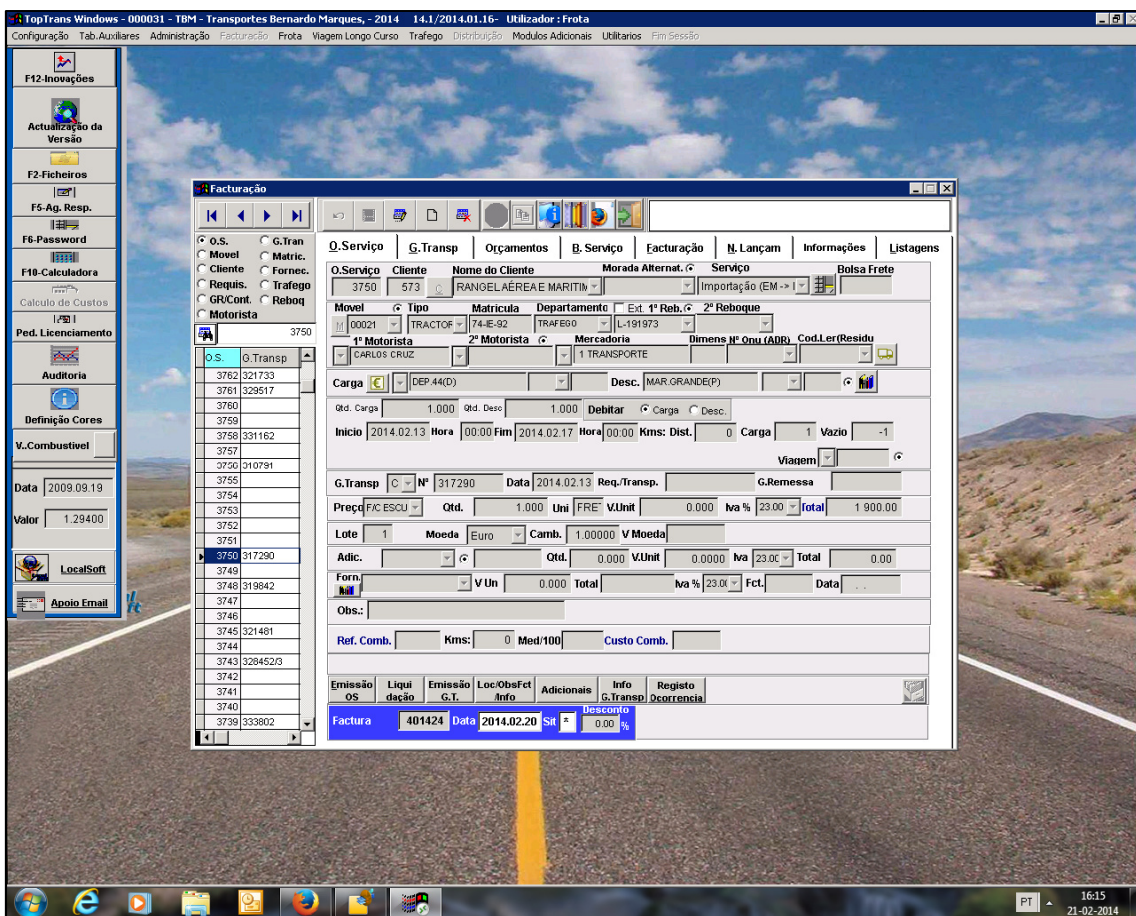 TopTrans Windows - 000031 - TBM - Transportes Bernardo Marques, - 2014 14.1/2014.01.16- Utilizador : Frota
Configuração Tab.Auxiliares Administração Facturação Frota Viagem Longo Curso Trafego Distribuição Modulos Adicionais Utilitarios Fim Sessão
F12-Inovações
Actualização da
Versão
F2-Ficheiros
F5-Ag. Resp.
F6-Password
F10-Calculadora
Calculo de Custos
Ped. Licenciamento
Auditoria
Definição Cores
V..Combustivel
Data 2009.09.19
Valor 1.29400
LocalSoft
Apoio Email
Facturação
O.S. G.Tran
Movel Matric.
Cliente Fornec.
Requis. Trafego
GR/Cont. Reboq
Motorista
3750
O.S. G.Transp
3762 321733
3761 329517
3760
3759
3758 331162
3757
3756 310791
3755
3754
3753
3752
3751
3750 317290
3749
3748 319842
3747
3746
3745 321481
3744
3743 328452/3
3742
3741
3740
3739 333802
O.Serviço G.Transp Orçamentos B. Serviço Facturação N. Lançam Informações Listagens
O.Serviço Cliente Nome do Cliente Morada Alternat. Serviço Bolsa Frete
3750 573 C RANGEL AÉREA E MARITIM Importação (EM -> I
Movel Tipo Matricula Departamento Ext. 1º Reb. 2º Reboque
M 00021 TRACTOR 74-IE-92 TRAFEGO L-191973
1º Motorista 2º Motorista Mercadoria Dimens Nº Onu (ADR) Cod.Ler(Residu
CARLOS CRUZ 1 TRANSPORTE
Carga DEP.44(D) Desc. MAR.GRANDE(P)
Qtd. Carga 1.000 Qtd. Desc 1.000 Debitar Carga Desc.
Inicio 2014.02.13 Hora 00:00 Fim 2014.02.17 Hora 00:00 Kms: Dist. 0 Carga 1 Vazio -1
Viagem
G.Transp C Nº 317290 Data 2014.02.13 Req./Transp. G.Remessa
Preço F/C ESCU Qtd. 1.000 Uni FRET V.Unit 0.000 Iva % 23.00 Total 1 900.00
Lote 1 Moeda Euro Camb. 1.00000 V Moeda
Adic. Qtd. 0.000 V.Unit 0.0000 Iva 23.00 Total 0.00
Forn. V Un 0.000 Total Iva % 23.00 Fct. Data . .
Obs.:
Ref. Comb. Kms: 0 Med/100 Custo Comb.
Emissão OS Liqui dação Emissão G.T. Loc/ObsFct /Info Adicionais Info G.Transp Registo Ocorrencia
Factura 401424 Data 2014.02.20 Sit * Desconto 0.00 %
PT 16:15
21-02-2014